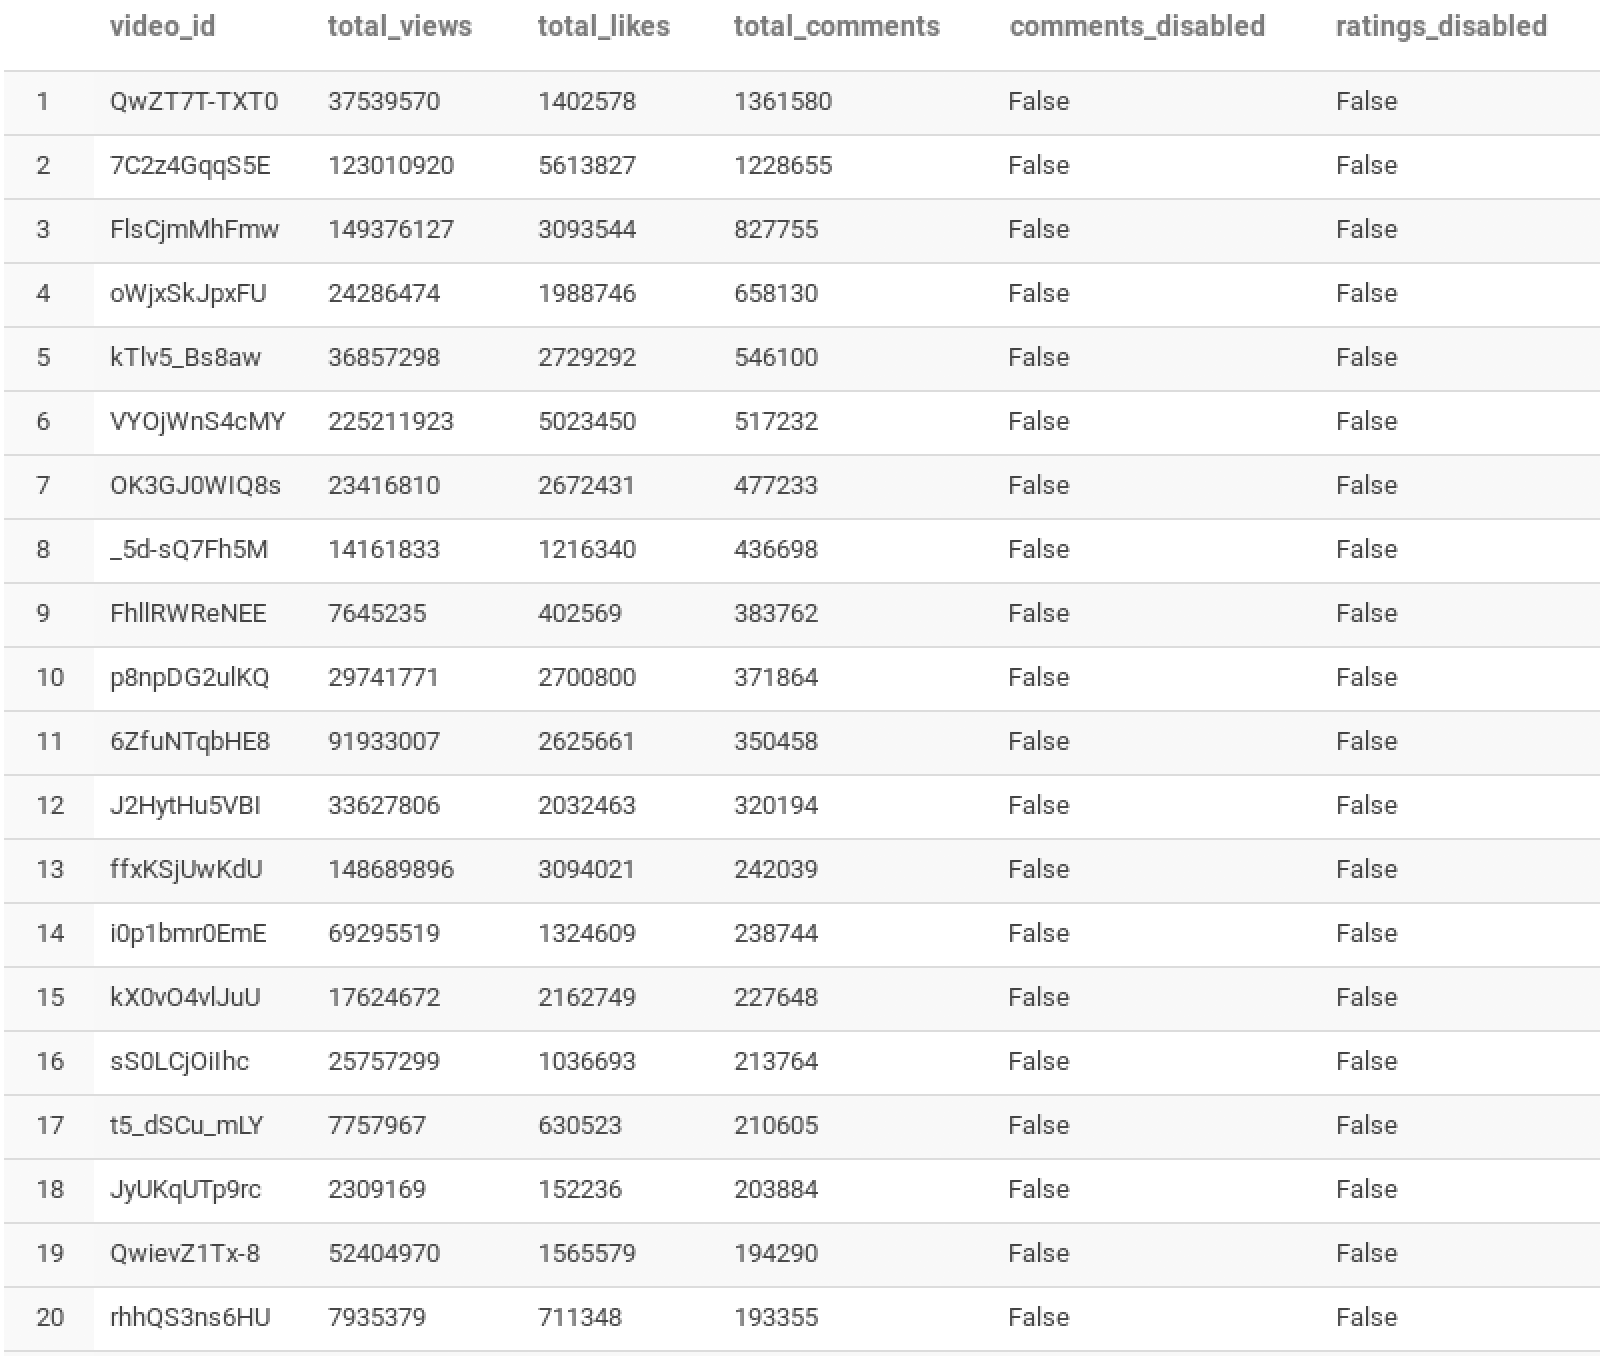 video_id total_views total_likes total_comments comments_disabled ratings_disabled
1 QwZT7T-TXT0 37539570 1402578 1361580 False False
2 7C2z4GqqS5E 123010920 5613827 1228655 False False
3 FlsCjmMhFmw 149376127 3093544 827755 False False
4 oWjxSkJpxFU 24286474 1988746 658130 False False
5 kTlv5_Bs8aw 36857298 2729292 546100 False False
6 VYOjWnS4cMY 225211923 5023450 517232 False False
7 OK3GJ0WIQ8s 23416810 2672431 477233 False False
8 _5d-sQ7Fh5M 14161833 1216340 436698 False False
9 FhllRWReNEE 7645235 402569 383762 False False
10 p8npDG2ulKQ 29741771 2700800 371864 False False
11 6ZfuNTqbHE8 91933007 2625661 350458 False False
12 J2HytHu5VBI 33627806 2032463 320194 False False
13 ffxKSjUwKdU 148689896 3094021 242039 False False
14 i0p1bmr0EmE 69295519 1324609 238744 False False
15 kX0vO4vlJuU 17624672 2162749 227648 False False
16 sS0LCjOiIhc 25757299 1036693 213764 False False
17 t5_dSCu_mLY 7757967 630523 210605 False False
18 JyUKqUTp9rc 2309169 152236 203884 False False
19 QwievZ1Tx-8 52404970 1565579 194290 False False
20 rhhQS3ns6HU 7935379 711348 193355 False False